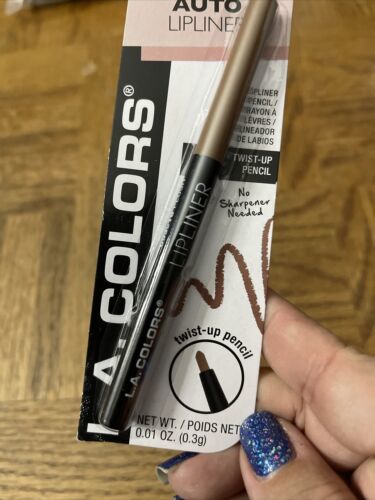 AUTO
LIPLINER
L.A. COLORS®
LIPLINER
PENCIL /
CRAYON À
LÈVRES /
DELINEADOR
DE LABIOS
TWIST-UP
PENCIL
No
Sharpener
Needed
L.A. COLORS®
LIPLINER
twist-up pencil
NET WT. / POIDS NET
0.01 OZ. (0.3g)